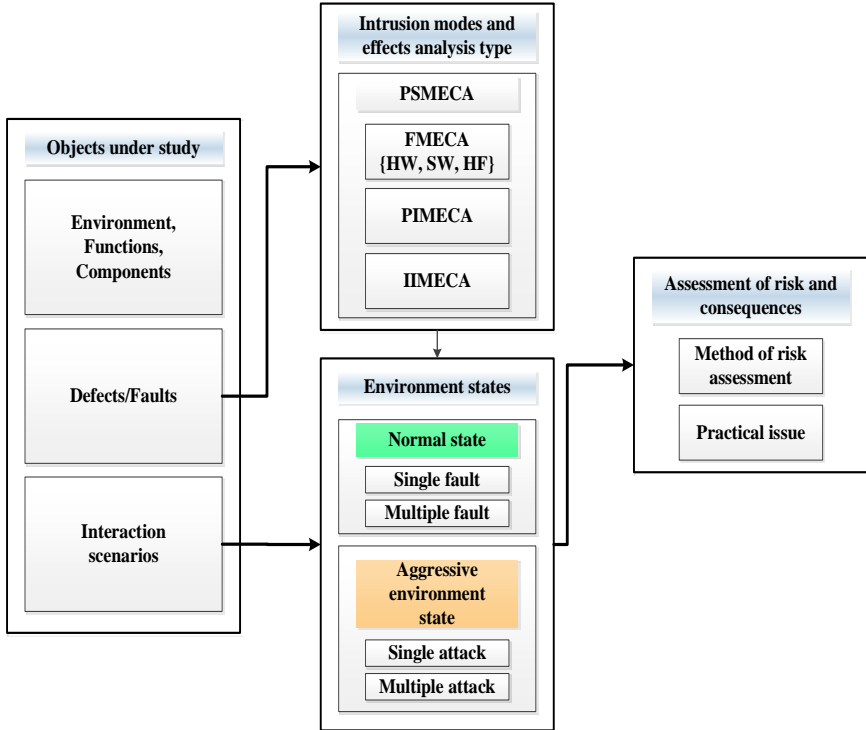 Objects under study
Environment,
Functions,
Components
Defects/Faults
Interaction
scenarios
Intrusion modes and
effects analysis type
PSMECA
FMECA
{HW, SW, HF}
PIMECA
IIMECA
Environment states
Normal state
Single fault
Multiple fault
Aggressive
environment
state
Single attack
Multiple attack
Assessment of risk and
consequences
Method of risk
assessment
Practical issue